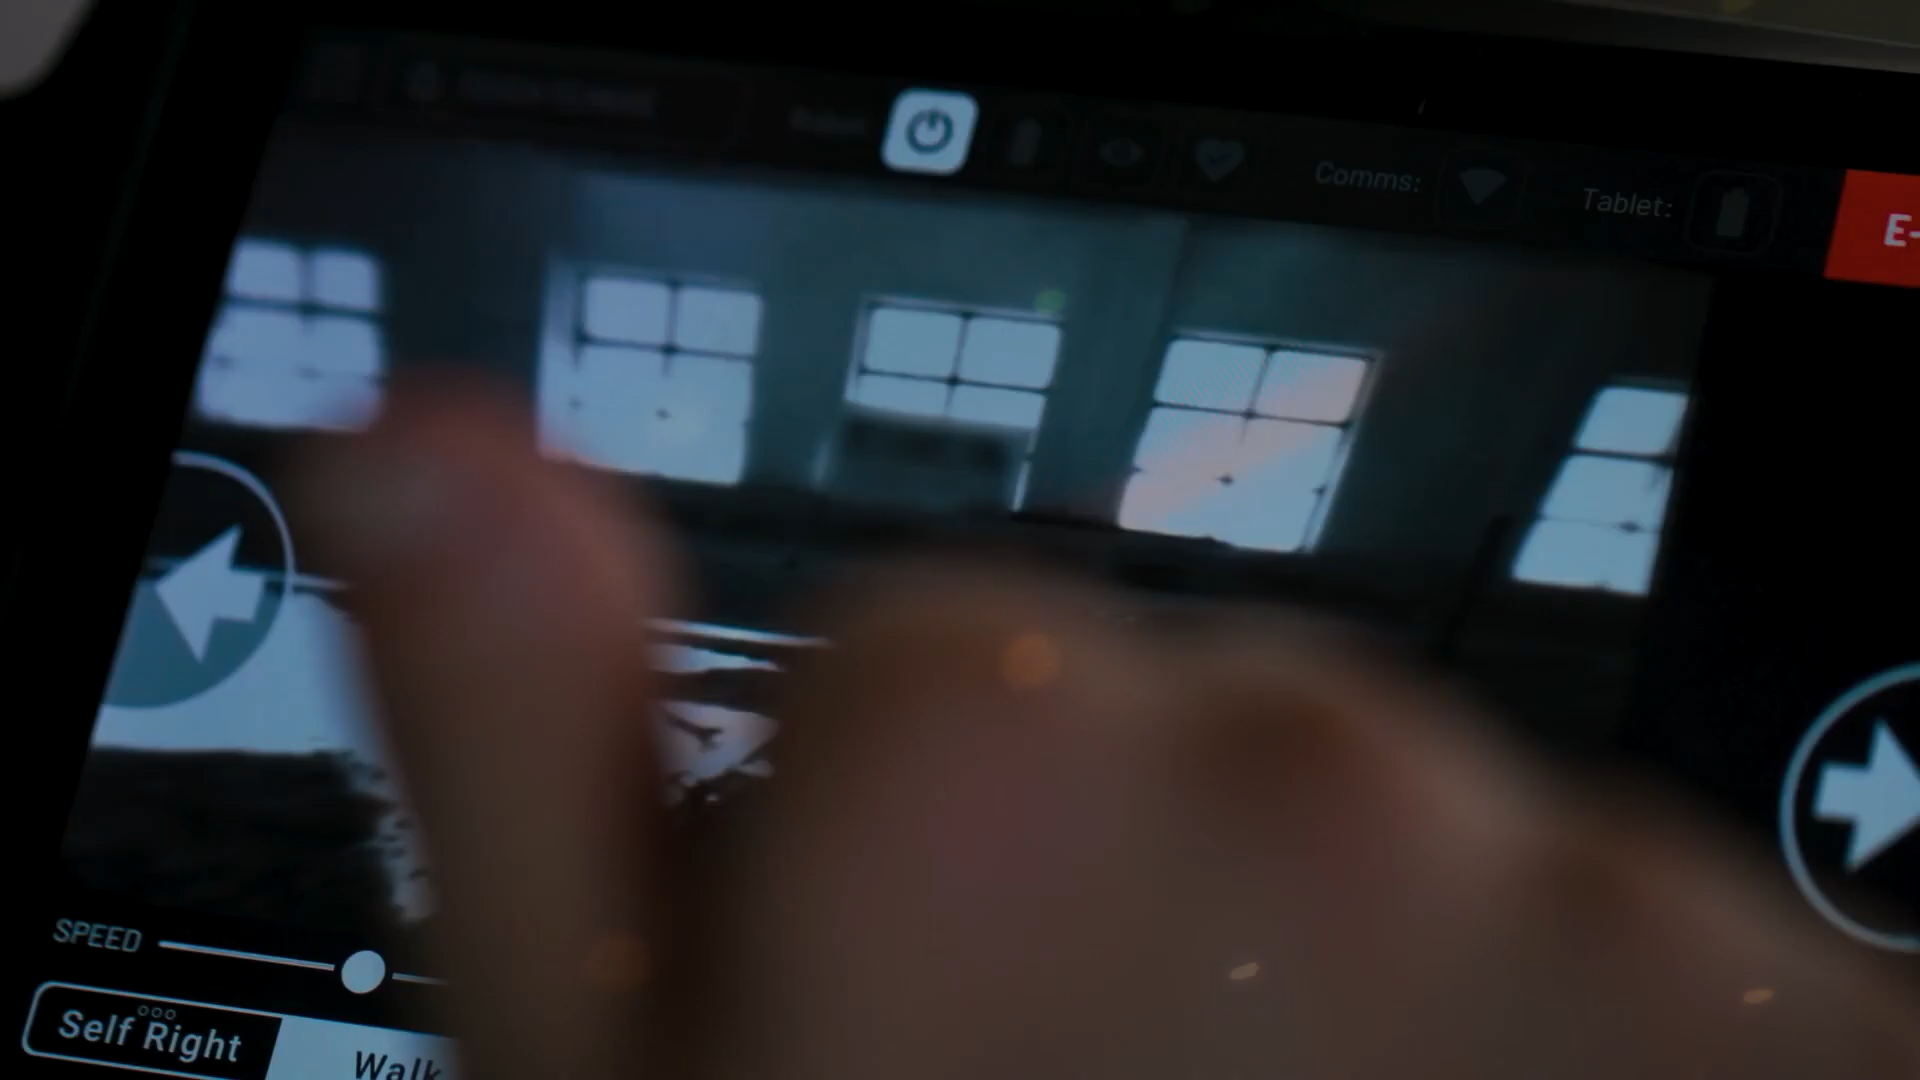 Comms:
Tablet:
E-
SPEED
Self Right
Walk